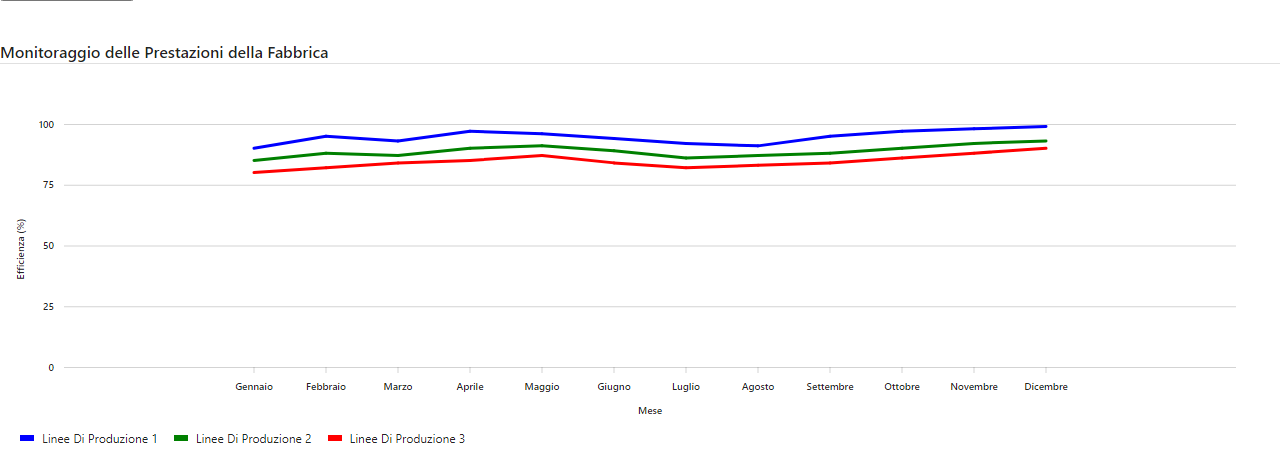 Monitoraggio delle Prestazioni della Fabbrica
100
75
50
25
0
Efficienza (%)
Gennaio Febbraio Marzo Aprile Maggio Giugno Luglio Agosto Settembre Ottobre Novembre Dicembre
Mese
Linee Di Produzione 1 Linee Di Produzione 2 Linee Di Produzione 3